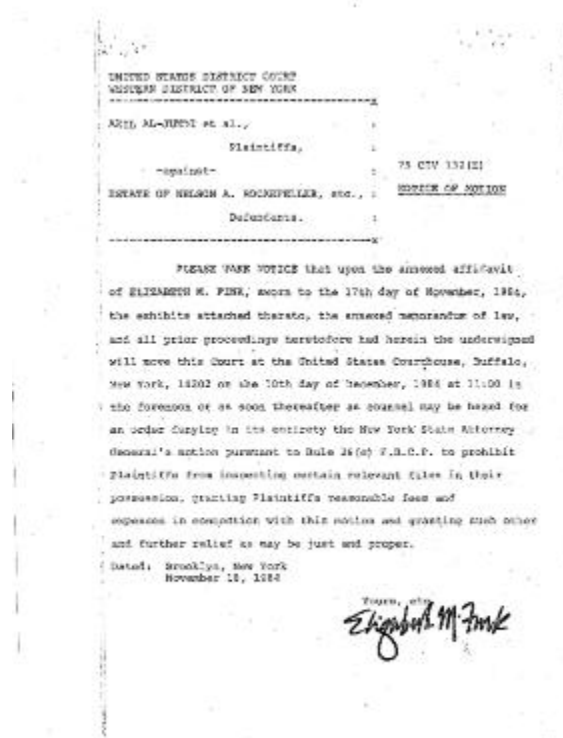 UNITED STATES DISTRICT COURT
WESTERN DISTRICT OF NEW YORK
AKIL AL-JUNDI et al.,
Plaintiffs,
-against-
75 CIV 132(E)
ESTATE OF NELSON A. ROCKEFELLER, etc.,
NOTICE OF MOTION
Defendants.
PLEASE TAKE NOTICE that upon the annexed affidavit
of ELIZABETH M. FINK, sworn to the 17th day of November, 1984,
the exhibits attached thereto, the annexed memorandum of law,
and all prior proceedings heretofore had herein the undersigned
will move this Court at the United States Courthouse, Buffalo,
New York, 14202 on the 10th day of December, 1984 at 11:00 in
the forenoon or as soon thereafter as counsel may be heard for
an order denying in its entirety the New York State Attorney
General's motion pursuant to Rule 26(c) F.R.C.P. to prohibit
Plaintiffs from inspecting certain relevant files in their
possession, granting Plaintiffs reasonable fees and
expenses in connection with this motion and granting such other
and further relief as may be just and proper.
Dated: Brooklyn, New York
November 18, 1984
Yours, etc.
Elizabeth M. Fink